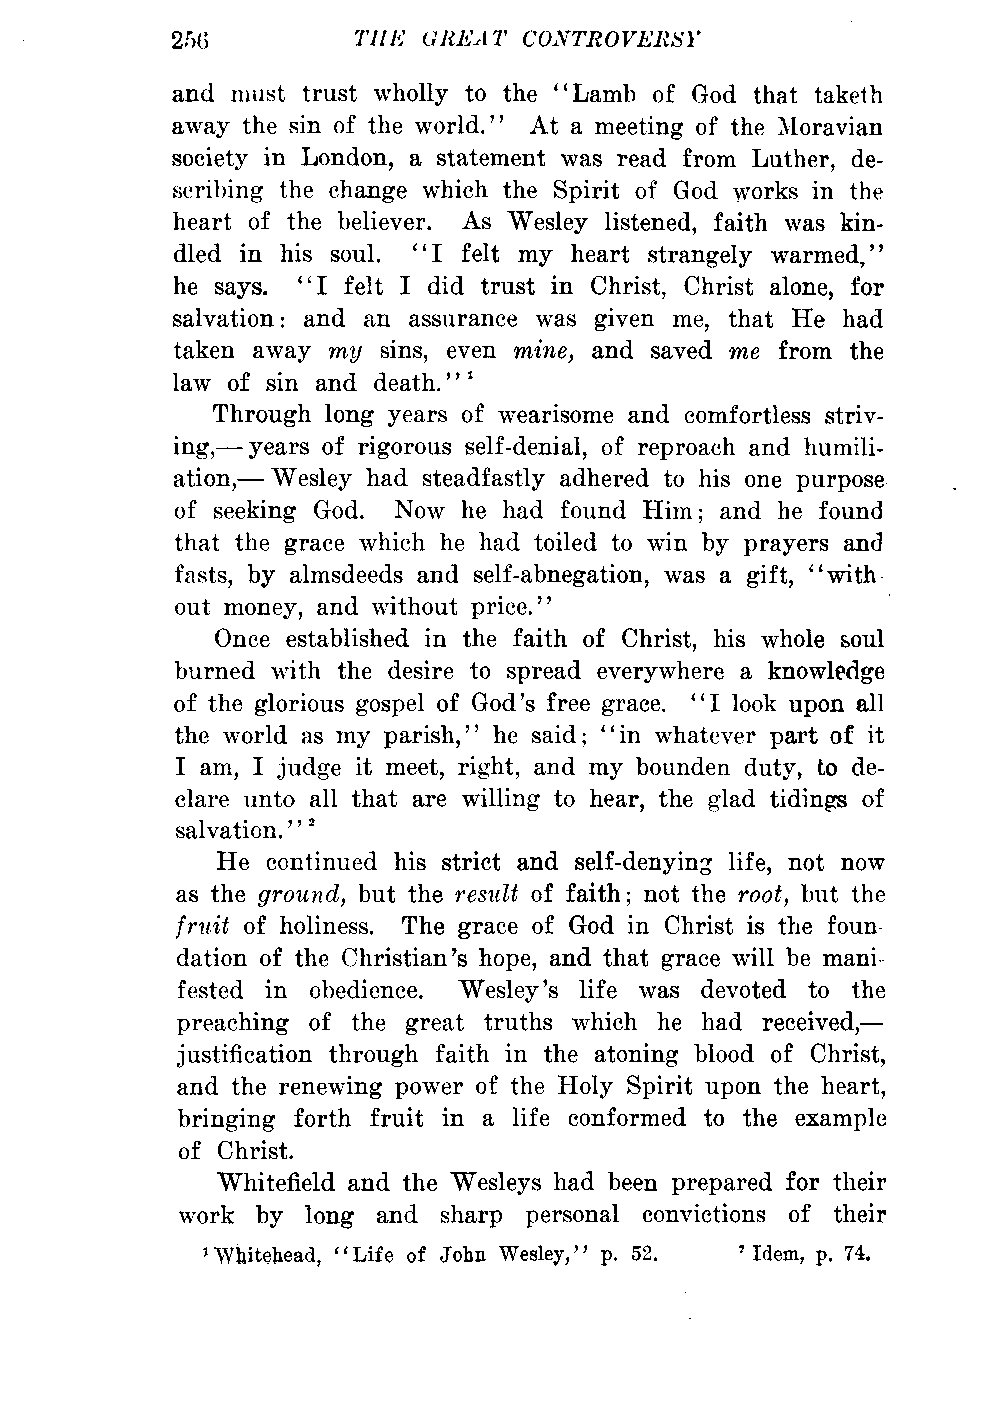 256 THE GREAT CONTROVERSY
and must trust wholly to the "Lamb of God that taketh
away the sin of the world." At a meeting of the Moravian
society in London, a statement was read from Luther, de-
scribing the change which the Spirit of God works in the
heart of the believer. As Wesley listened, faith was kin-
dled in his soul. "I felt my heart strangely warmed,"
he says. "I felt I did trust in Christ, Christ alone, for
salvation: and an assurance was given me, that He had
taken away my sins, even mine, and saved me from the
law of sin and death."¹
Through long years of wearisome and comfortless striv-
ing,— years of rigorous self-denial, of reproach and humili-
ation,— Wesley had steadfastly adhered to his one purpose
of seeking God. Now he had found Him; and he found
that the grace which he had toiled to win by prayers and
fasts, by almsdeeds and self-abnegation, was a gift, "with-
out money, and without price."
Once established in the faith of Christ, his whole soul
burned with the desire to spread everywhere a knowledge
of the glorious gospel of God's free grace. "I look upon all
the world as my parish," he said; "in whatever part of it
I am, I judge it meet, right, and my bounden duty, to de-
clare unto all that are willing to hear, the glad tidings of
salvation."²
He continued his strict and self-denying life, not now
as the ground, but the result of faith; not the root, but the
fruit of holiness. The grace of God in Christ is the foun-
dation of the Christian's hope, and that grace will be mani-
fested in obedience. Wesley's life was devoted to the
preaching of the great truths which he had received,—
justification through faith in the atoning blood of Christ,
and the renewing power of the Holy Spirit upon the heart,
bringing forth fruit in a life conformed to the example
of Christ.
Whitefield and the Wesleys had been prepared for their
work by long and sharp personal convictions of their
¹ Whitehead, "Life of John Wesley," p. 52. ² Idem, p. 74.